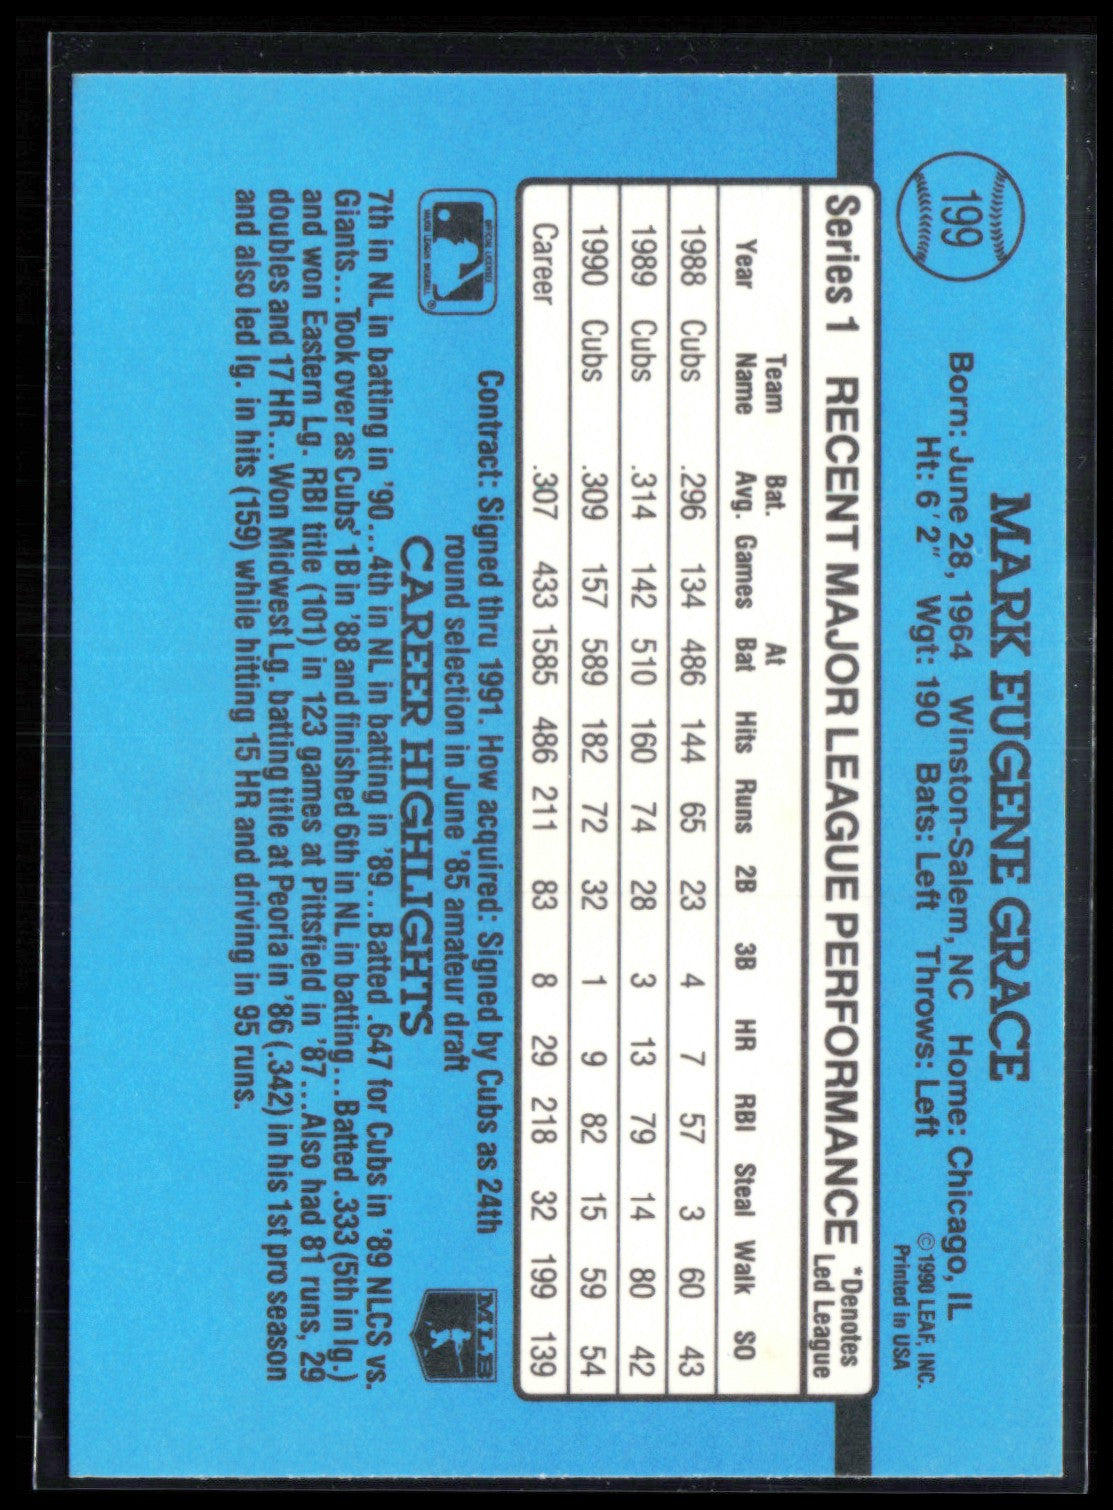 199
MARK EUGENE GRACE
Born: June 28, 1964 Winston-Salem, NC Home: Chicago, IL
Ht: 6'2" Wgt: 190 Bats: Left Throws: Left
©1990 LEAF, INC.
Printed in USA
Series 1 RECENT MAJOR LEAGUE PERFORMANCE *Denotes Led League
Year Team Name Bat. Avg. Games At Bat Hits Runs 2B 3B HR RBI Steal Walk SO
1988 Cubs .296 134 486 144 65 23 4 7 57 3 60 43
1989 Cubs .314 142 510 160 74 28 3 13 79 14 80 42
1990 Cubs .309 157 589 182 72 32 1 9 82 15 59 54
Career .307 433 1585 486 211 83 8 29 218 32 199 139
OFFICIAL LICENSEE
MAJOR LEAGUE BASEBALL
®
Contract: Signed thru 1991. How acquired: Signed by Cubs as 24th
round selection in June '85 amateur draft
MLB
CAREER HIGHLIGHTS
7th in NL in batting in '90...4th in NL in batting in '89...Batted .647 for Cubs in '89 NLCS vs.
Giants...Took over as Cubs' 1B in '88 and finished 6th in NL in batting...Batted .333 (5th in lg.)
and won Eastern Lg. RBI title (101) in 123 games at Pittsfield in '87...Also had 81 runs, 29
doubles and 17 HR...Won Midwest Lg. batting title at Peoria in '86 (.342) in his 1st pro season
and also led lg. in hits (159) while hitting 15 HR and driving in 95 runs.